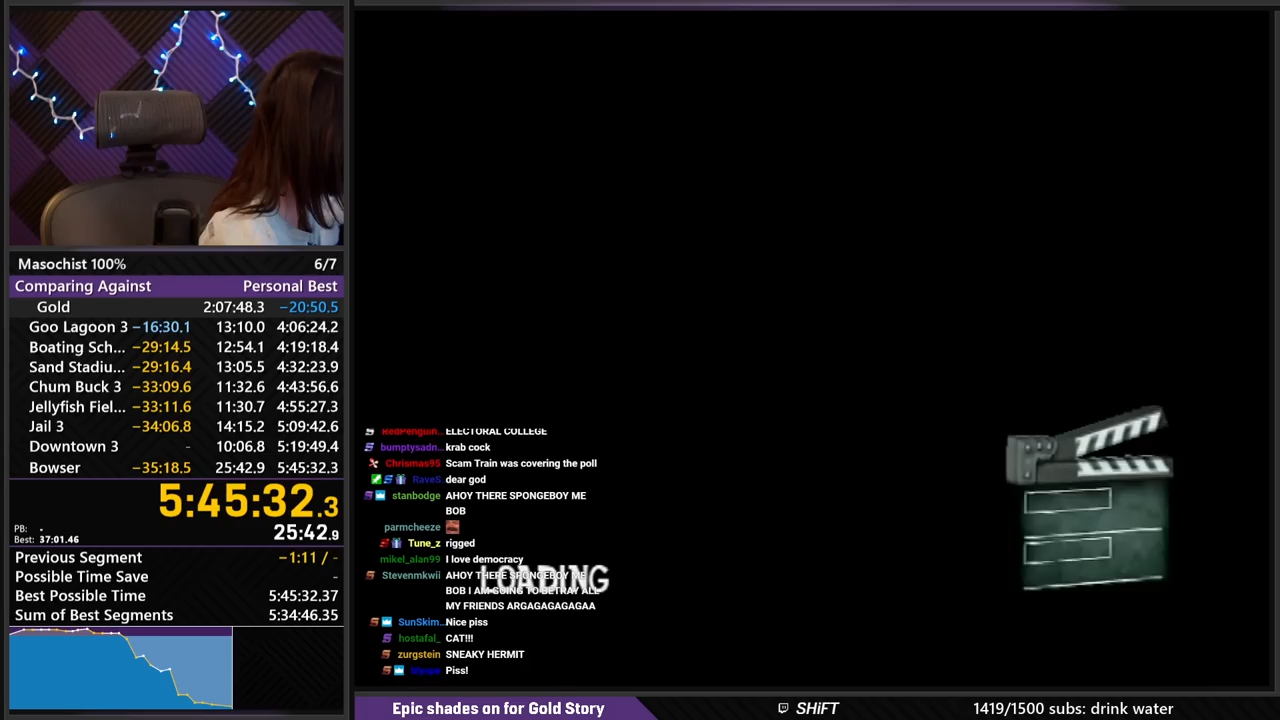 Masochist 100% 6/7
Comparing Against Personal Best
Gold 2:07:48.3 −20:50.5
Goo Lagoon 3 −16:30.1 13:10.0 4:06:24.2
Boating Sch... −29:14.5 12:54.1 4:19:18.4
Sand Stadiu... −29:16.4 13:05.5 4:32:23.9
Chum Buck 3 −33:09.6 11:32.6 4:43:56.6
Jellyfish Fiel... −33:11.6 11:30.7 4:55:27.3
Jail 3 −34:06.8 14:15.2 5:09:42.6
Downtown 3 - 10:06.8 5:19:49.4
Bowser −35:18.5 25:42.9 5:45:32.3
5:45:32.3
PB: -
Best: 37:01.46
25:42.9
Previous Segment −1:11 / -
Possible Time Save -
Best Possible Time 5:45:32.37
Sum of Best Segments 5:34:46.35
RedPenguin... ELECTORAL COLLEGE
bumptysadn... krab cock
Chrismas95 Scam Train was covering the poll
RaveS dear god
stanbodge AHOY THERE SPONGEBOY ME
BOB
parmcheeze
Tune_z rigged
mikel_alan99 I love democracy
Stevenmkwii AHOY THERE SPONGEBOY ME
BOB I AM GOING TO BETRAY ALL
MY FRIENDS ARGAGAGAGAGAA
SunSkim... Nice piss
hostafal_ CAT!!!
zurgstein SNEAKY HERMIT
Piss!
LOADING
Epic shades on for Gold Story
SHiFT
1419/1500 subs: drink water